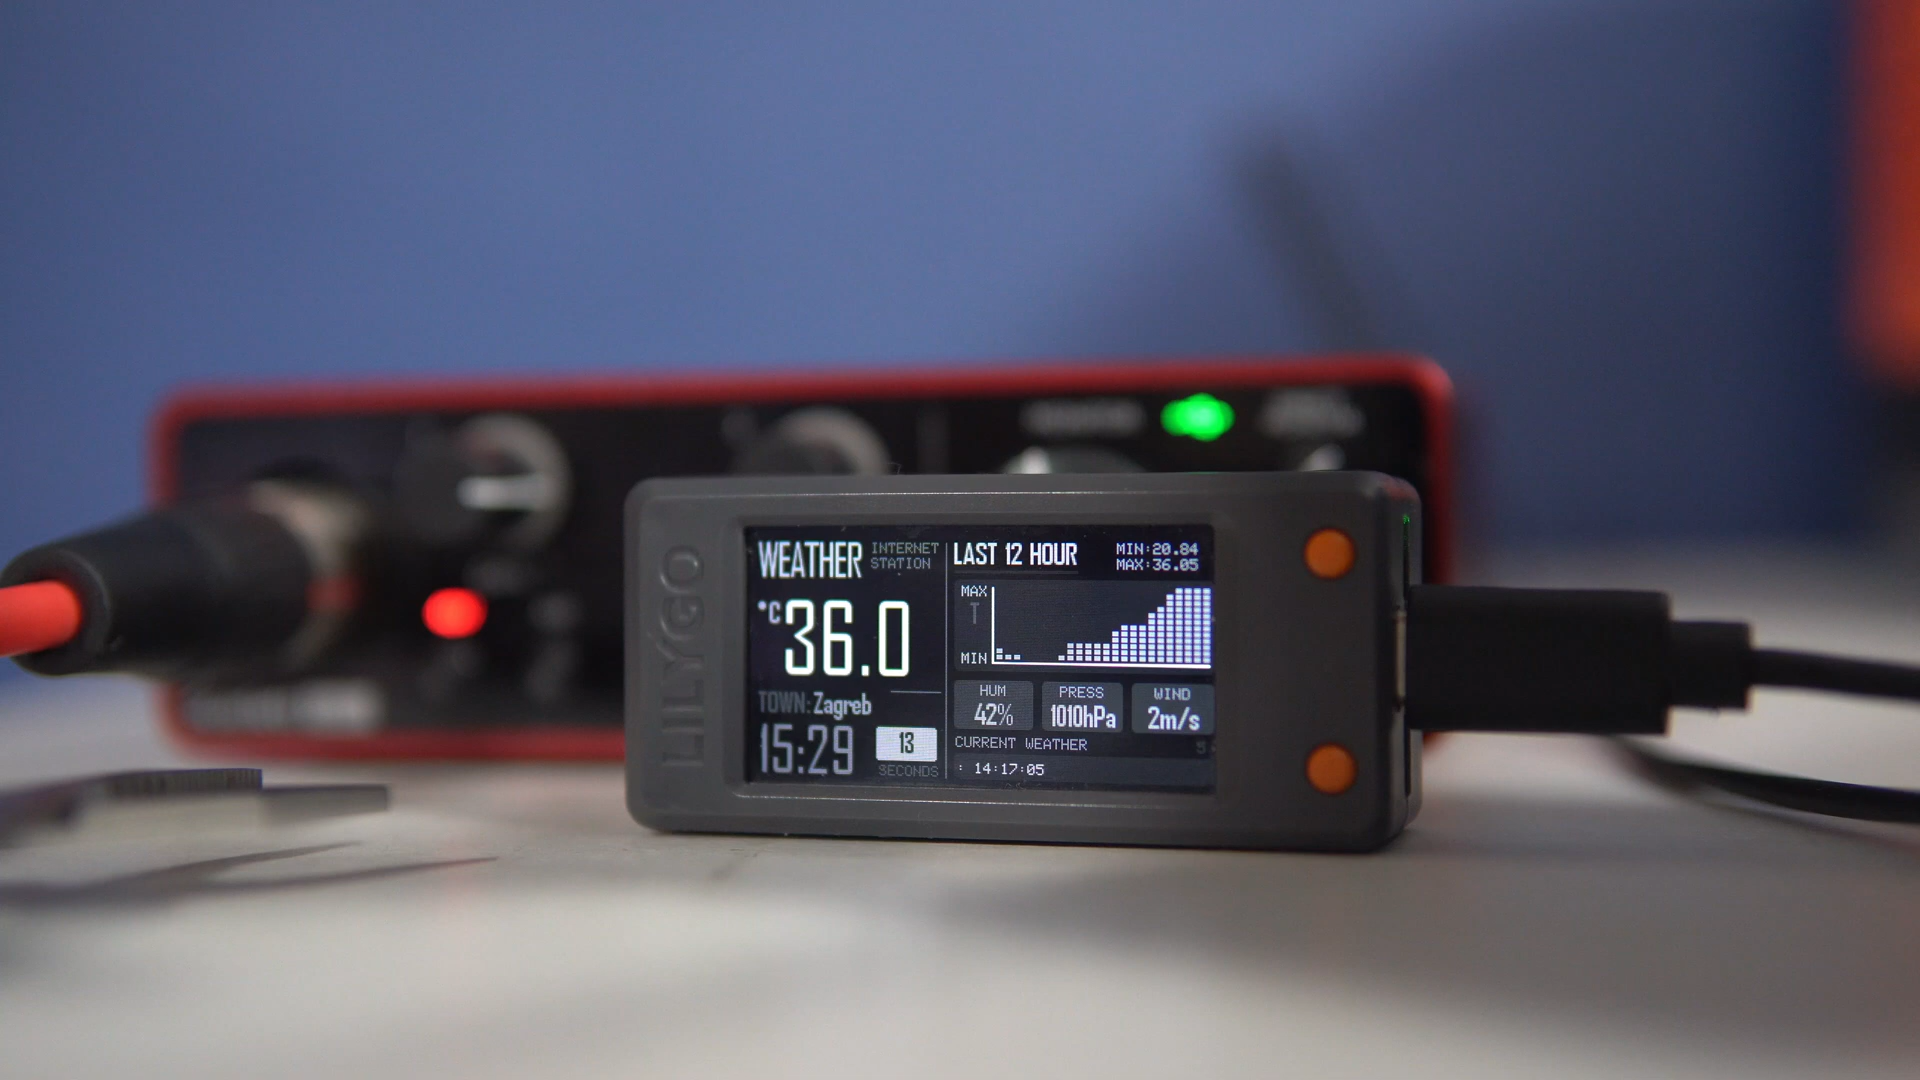 LILYGO
WEATHER
INTERNET
STATION
°C 36.0
TOWN: Zagreb
15:29
13
SECONDS
LAST 12 HOUR
MIN:20.84
MAX:36.05
MAX
T
MIN
HUM
42%
PRESS
1010hPa
WIND
2m/s
CURRENT WEATHER
: 14:17:05